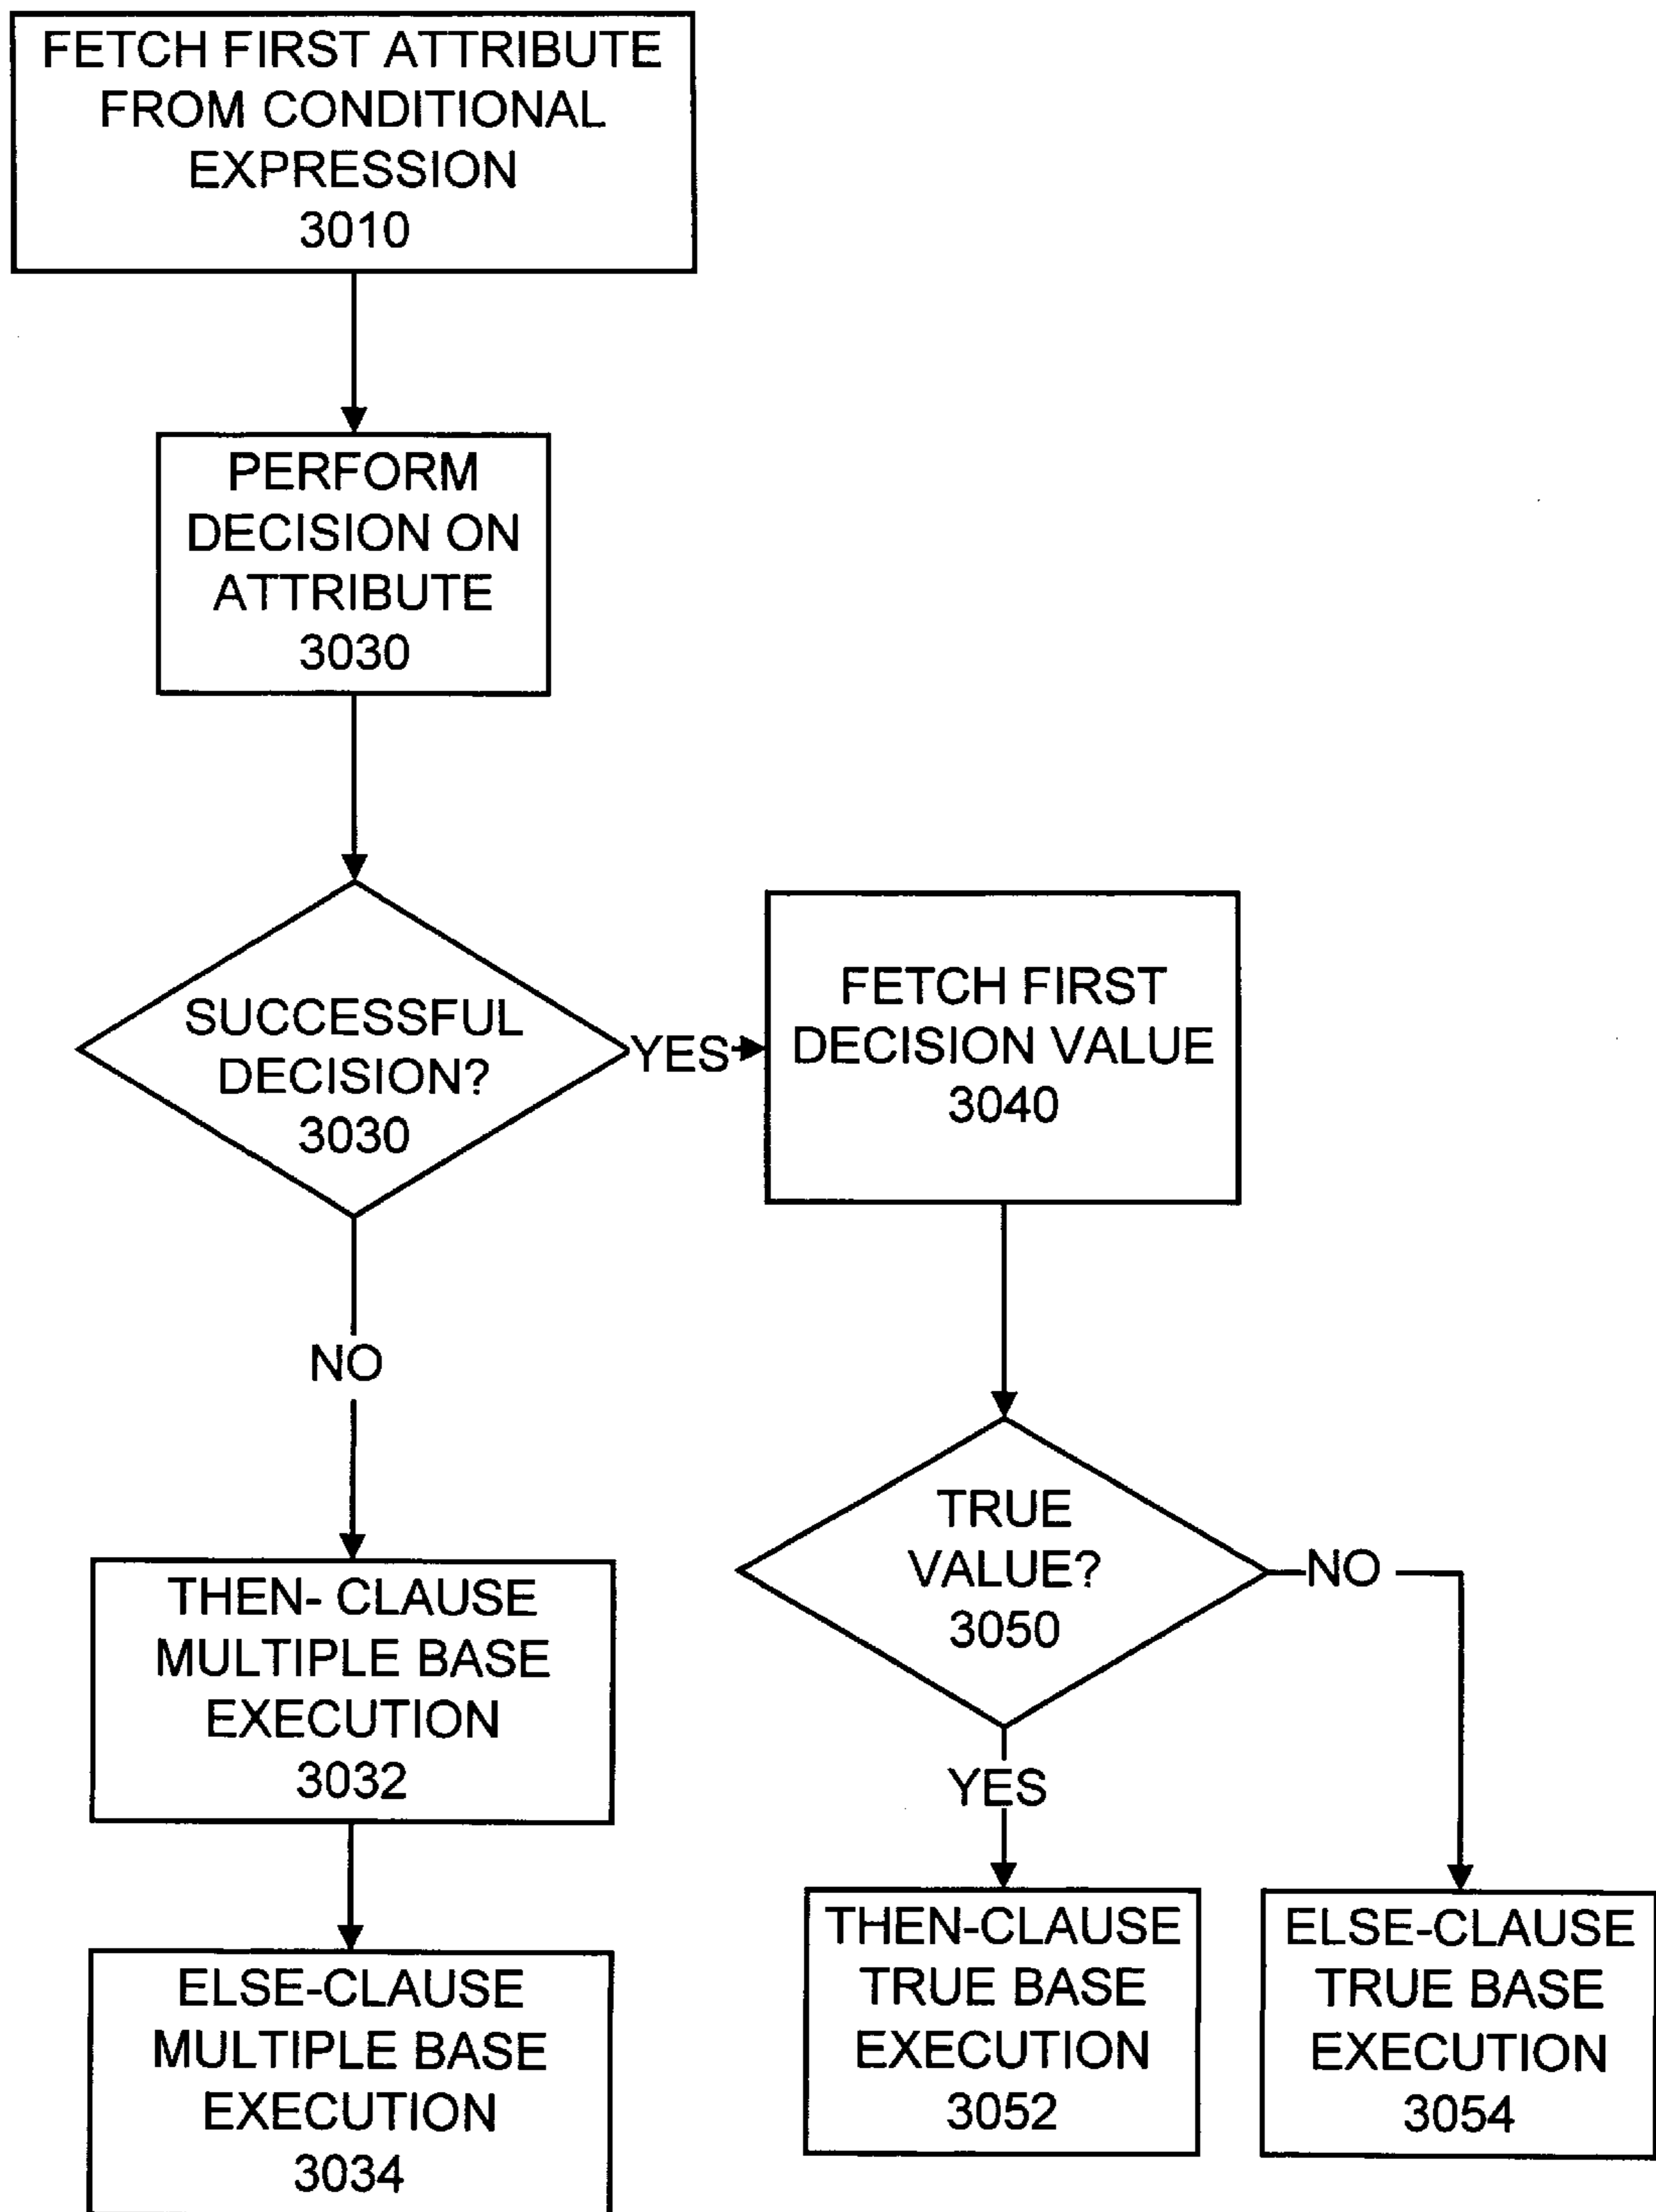 FETCH FIRST ATTRIBUTE
FROM CONDITIONAL
EXPRESSION
3010
PERFORM
DECISION ON
ATTRIBUTE
3030
SUCCESSFUL
DECISION?
3030
YES
FETCH FIRST
DECISION VALUE
3040
NO
THEN- CLAUSE
MULTIPLE BASE
EXECUTION
3032
ELSE-CLAUSE
MULTIPLE BASE
EXECUTION
3034
TRUE
VALUE?
3050
NO
YES
THEN-CLAUSE
TRUE BASE
EXECUTION
3052
ELSE-CLAUSE
TRUE BASE
EXECUTION
3054